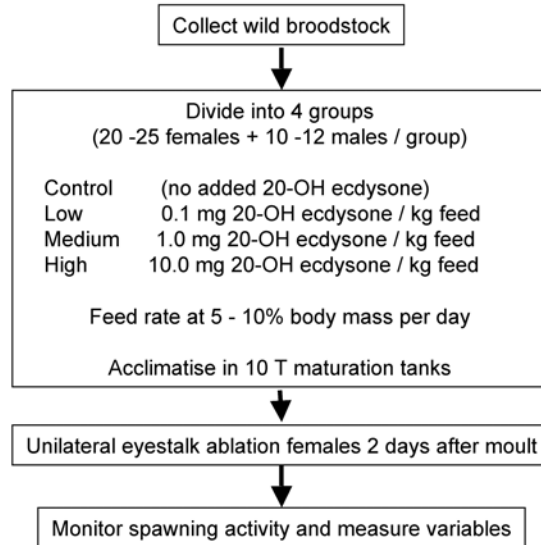 Collect wild broodstock
Divide into 4 groups
(20 -25 females + 10 -12 males / group)
Control (no added 20-OH ecdysone)
Low 0.1 mg 20-OH ecdysone / kg feed
Medium 1.0 mg 20-OH ecdysone / kg feed
High 10.0 mg 20-OH ecdysone / kg feed
Feed rate at 5 - 10% body mass per day
Acclimatise in 10 T maturation tanks
Unilateral eyestalk ablation females 2 days after moult
Monitor spawning activity and measure variables